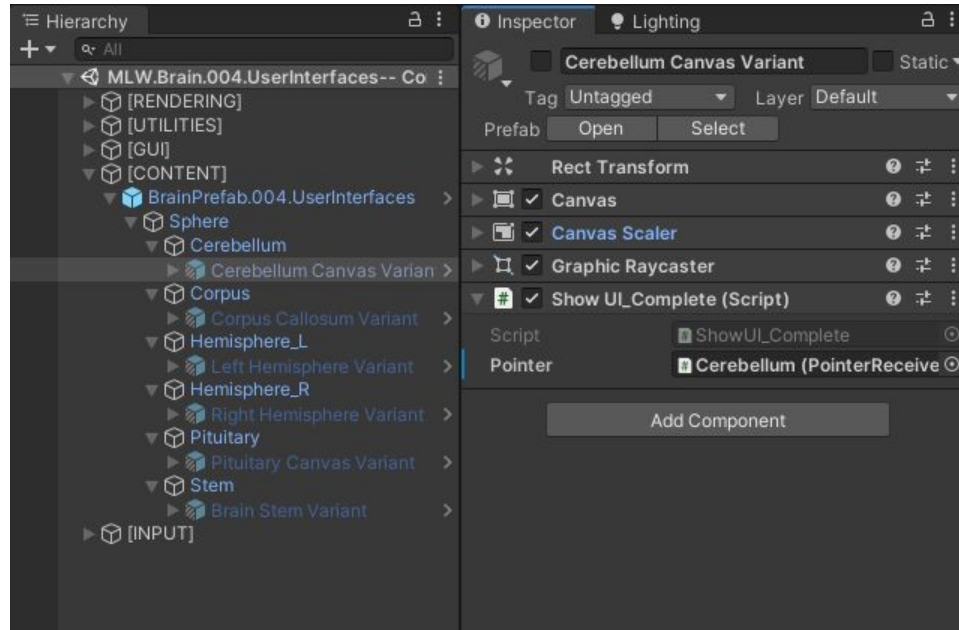 Hierarchy
All
MLW.Brain.004.UserInterfaces-- Co
[RENDERING]
[UTILITIES]
[GUI]
[CONTENT]
BrainPrefab.004.UserInterfaces
Sphere
Cerebellum
Cerebellum Canvas Varian
Corpus
Corpus Callosum Variant
Hemisphere_L
Left Hemisphere Variant
Hemisphere_R
Right Hemisphere Variant
Pituitary
Pituitary Canvas Variant
Stem
Brain Stem Variant
[INPUT]
Inspector Lighting
Cerebellum Canvas Variant Static
Tag Untagged Layer Default
Prefab Open Select
Rect Transform
Canvas
Canvas Scaler
Graphic Raycaster
# Show UI_Complete (Script)
Script ShowUI_Complete
Pointer Cerebellum (PointerReceive
Add Component